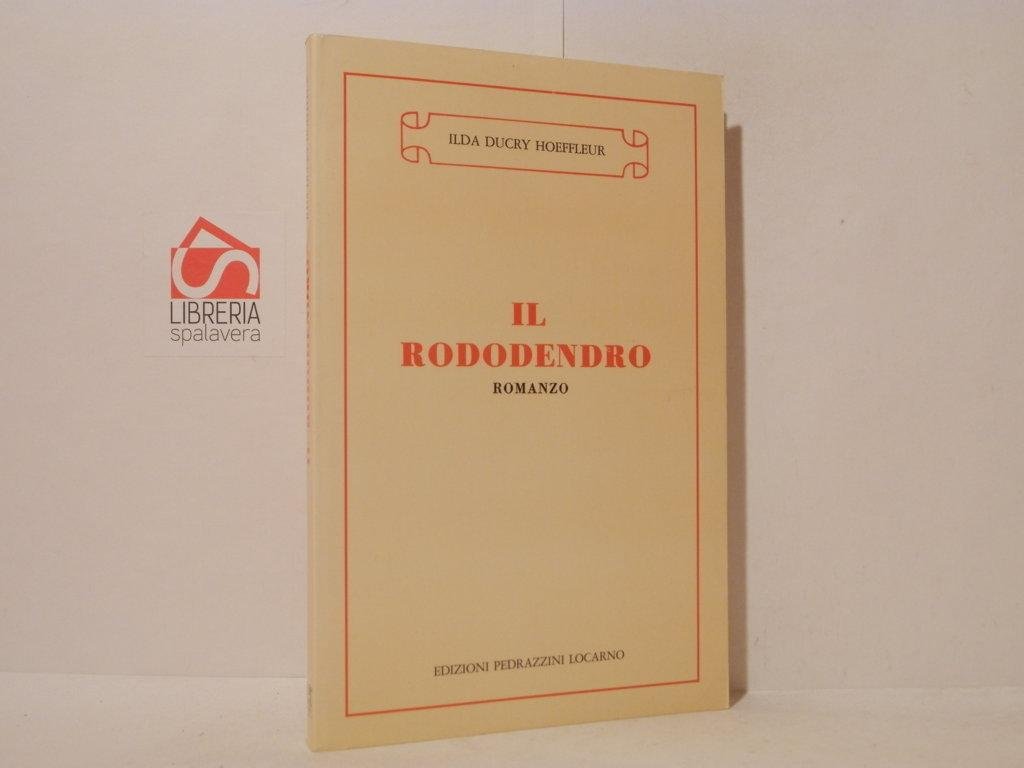 ILDA DUCRY HOEFFLEUR
IL
RODODENDRO
ROMANZO
EDIZIONI PEDRAZZINI LOCARNO
LIBRERIA
spalavera